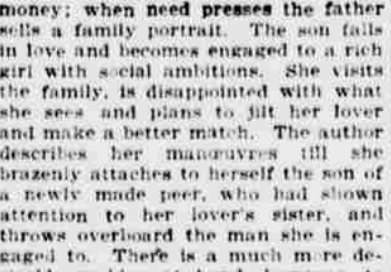 money; when need presses the father
sells a family portrait. The son falls
in love and becomes engaged to a rich
girl with social ambitions. She visits
the family, is disappointed with what
she sees and plans to jilt her lover
and make a better match. The author
describes her manœuvres till she
brazenly attaches to herself the son of
a newly made peer, who had shown
attention to her lover's sister, and
throws overboard the man she is en-
gaged to. There is a much more de-